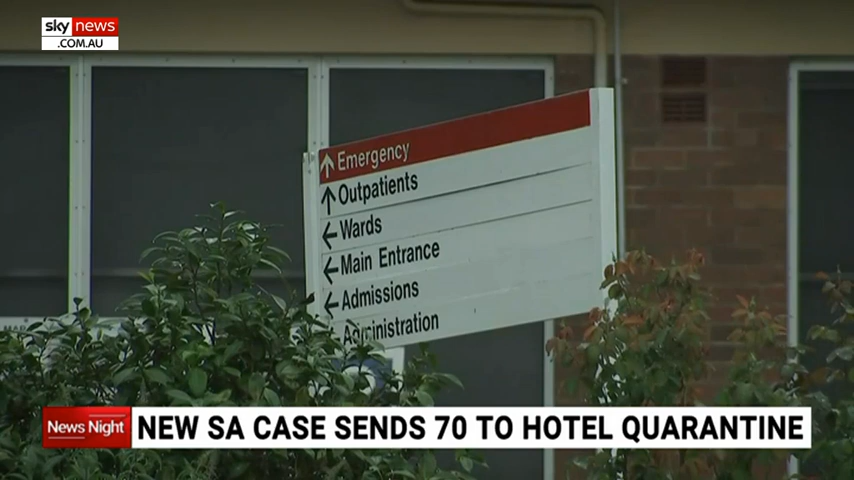 sky news
.COM.AU
Emergency
Outpatients
Wards
Main Entrance
Admissions
Administration
News Night
NEW SA CASE SENDS 70 TO HOTEL QUARANTINE